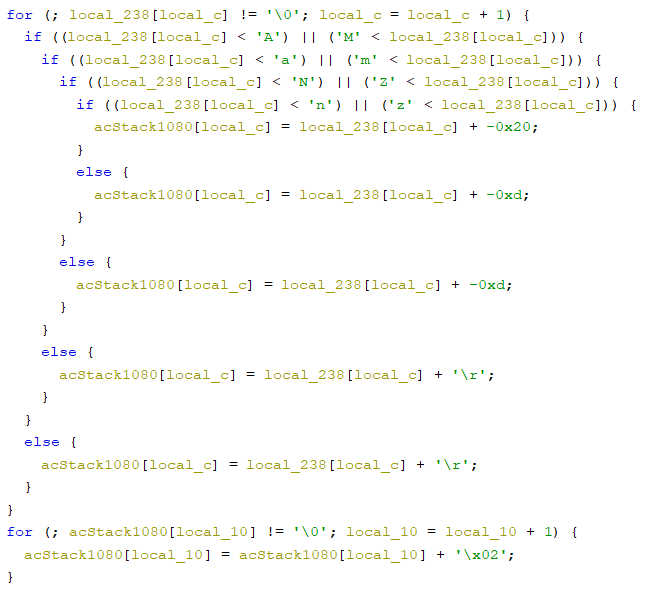 for (; local_238[local_c] != '\0'; local_c = local_c + 1) {
if ((local_238[local_c] < 'A') || ('M' < local_238[local_c])) {
if ((local_238[local_c] < 'a') || ('m' < local_238[local_c])) {
if ((local_238[local_c] < 'N') || ('Z' < local_238[local_c])) {
if ((local_238[local_c] < 'n') || ('z' < local_238[local_c])) {
acStack1080[local_c] = local_238[local_c] + -0x20;
}
else {
acStack1080[local_c] = local_238[local_c] + -0xd;
}
}
else {
acStack1080[local_c] = local_238[local_c] + -0xd;
}
}
else {
acStack1080[local_c] = local_238[local_c] + '\r';
}
}
else {
acStack1080[local_c] = local_238[local_c] + '\r';
}
}
for (; acStack1080[local_10] != '\0'; local_10 = local_10 + 1) {
acStack1080[local_10] = acStack1080[local_10] + '\x02';
}